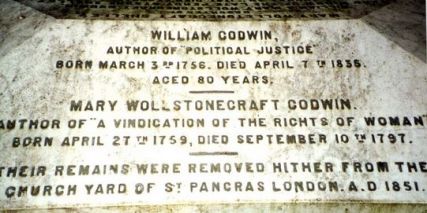 WILLIAM GODWIN,
AUTHOR OF "POLITICAL JUSTICE"
BORN MARCH 3RD 1756. DIED APRIL 7TH 1836.
AGED 80 YEARS.
MARY WOLLSTONECRAFT GODWIN.
AUTHOR OF "A VINDICATION OF THE RIGHTS OF WOMAN"
BORN APRIL 27TH 1759, DIED SEPTEMBER 10TH 1797.
THEIR REMAINS WERE REMOVED HITHER FROM THE
CHURCH YARD OF ST PANCRAS LONDON. A.D 1851.